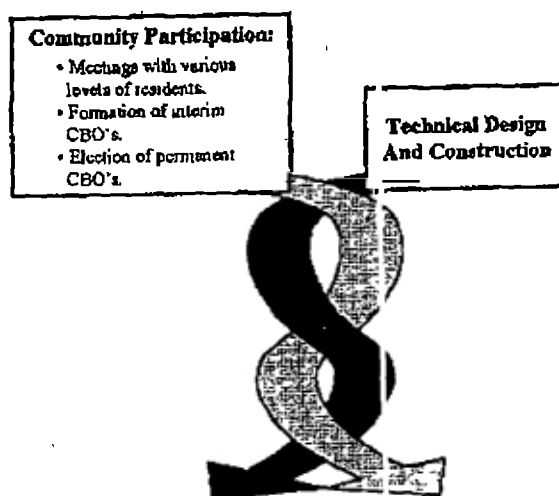 Community Participation:
• Meetings with various
levels of residents.
• Formation of interim
CBO's.
• Election of permanent
CBO's.
Technical Design
And Construction